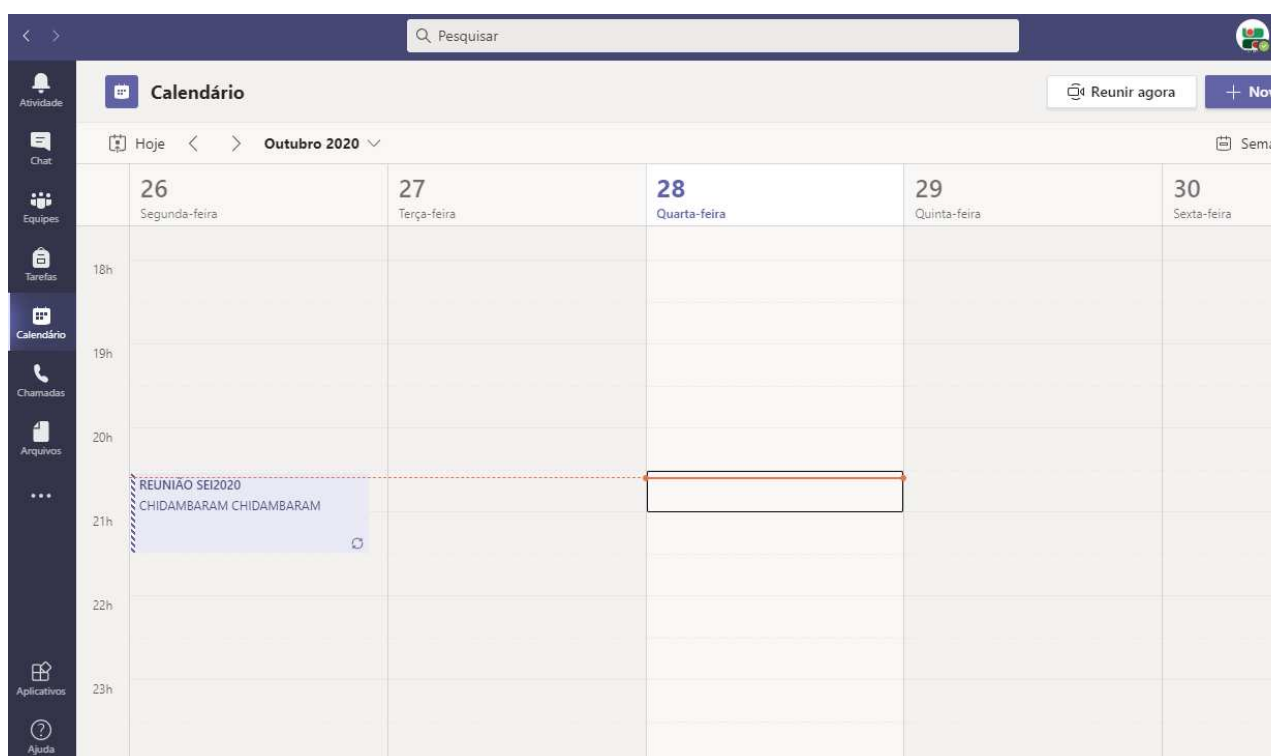 Pesquisar
Atividade
Chat
Equipes
Tarefas
Calendário
Chamadas
Arquivos
Aplicativos
Ajuda
Calendário
Reunir agora
+ Nov
Hoje
Outubro 2020
Sema
26
Segunda-feira
27
Terça-feira
28
Quarta-feira
29
Quinta-feira
30
Sexta-feira
18h
19h
20h
REUNIÃO SEI2020
CHIDAMBARAM CHIDAMBARAM
21h
22h
23h